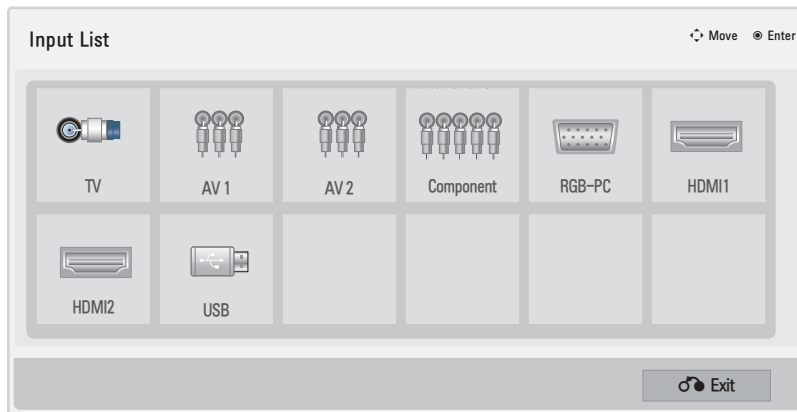 Input List
Move Enter
TV AV 1 AV 2 Component RGB-PC HDMI1
HDMI2 USB
Exit